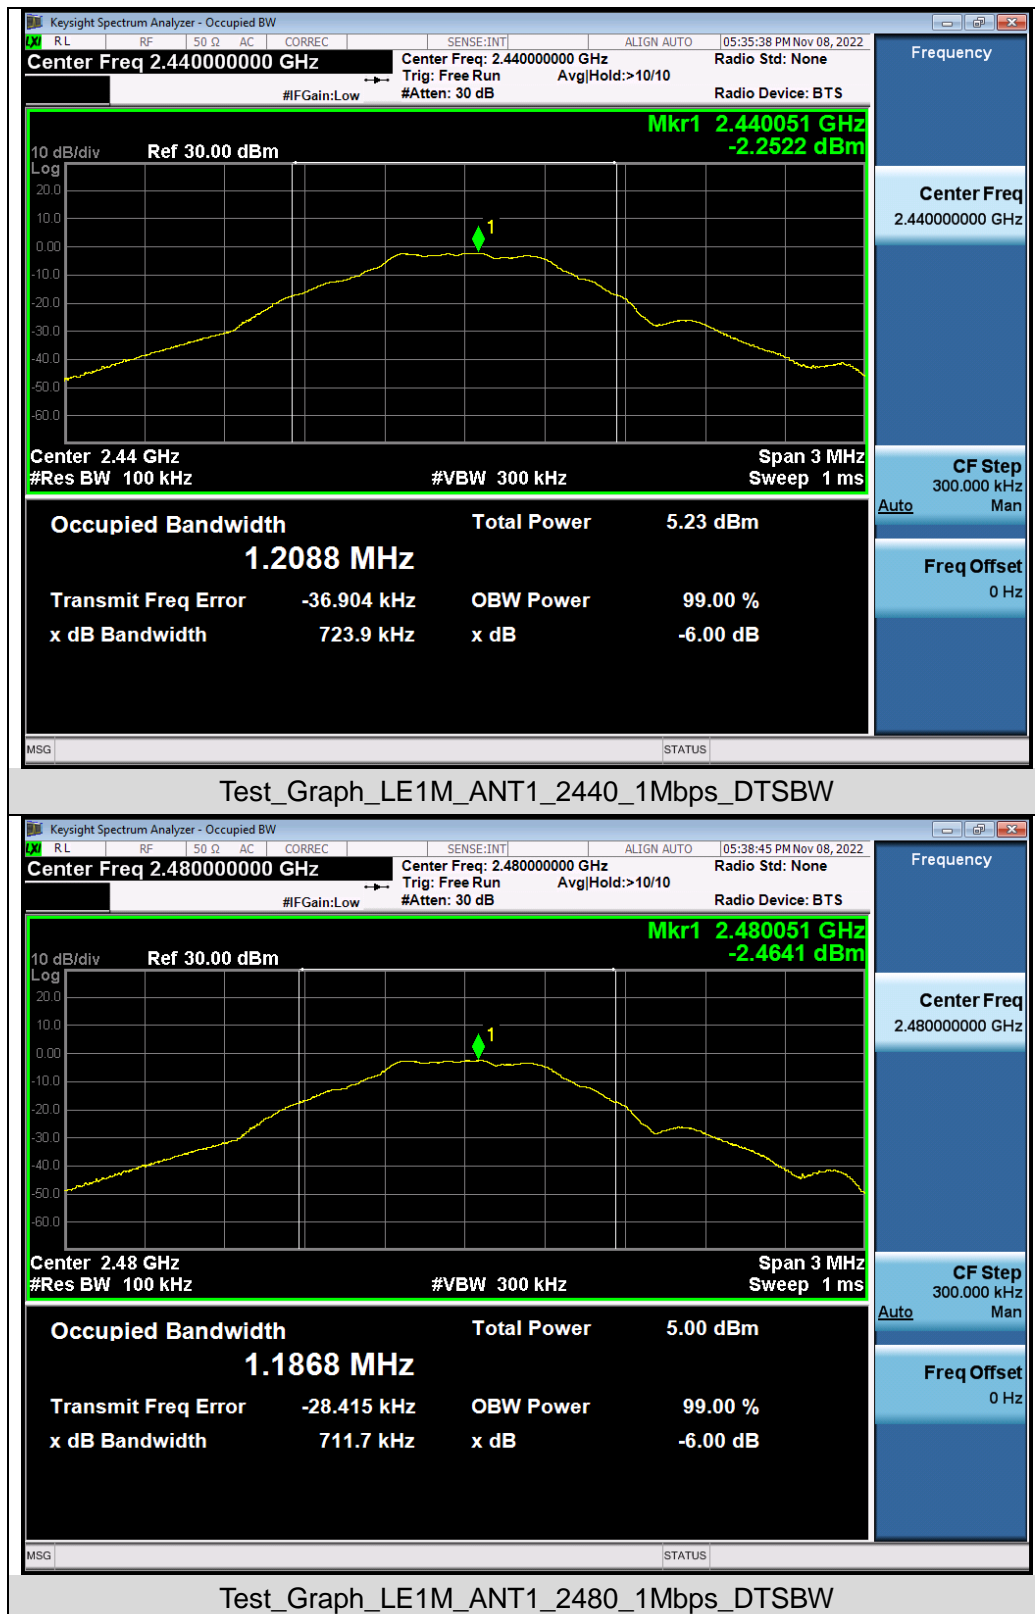 Keysight Spectrum Analyzer - Occupied BW
LXI RL RF 50 Ω AC CORREC SENSE:INT ALIGN AUTO 05:35:38 PM Nov 08, 2022
Center Freq 2.440000000 GHz
Center Freq: 2.440000000 GHz
Radio Std: None
Trig: Free Run Avg|Hold:>10/10
#IFGain:Low
#Atten: 30 dB
Radio Device: BTS
Frequency
Mkr1 2.440051 GHz
-2.2522 dBm
10 dB/div Ref 30.00 dBm
Log
20.0
10.0
0.00
-10.0
-20.0
-30.0
-40.0
-50.0
-60.0
1
Center 2.44 GHz
Span 3 MHz
#Res BW 100 kHz
#VBW 300 kHz
Sweep 1 ms
Center Freq
2.440000000 GHz
CF Step
300.000 kHz
Auto Man
Freq Offset
0 Hz
Occupied Bandwidth
Total Power 5.23 dBm
1.2088 MHz
Transmit Freq Error -36.904 kHz OBW Power 99.00 %
x dB Bandwidth 723.9 kHz x dB -6.00 dB
MSG STATUS
Test_Graph_LE1M_ANT1_2440_1Mbps_DTSBW
Keysight Spectrum Analyzer - Occupied BW
LXI RL RF 50 Ω AC CORREC SENSE:INT ALIGN AUTO 05:38:45 PM Nov 08, 2022
Center Freq 2.480000000 GHz
Center Freq: 2.480000000 GHz
Radio Std: None
Trig: Free Run Avg|Hold:>10/10
#IFGain:Low
#Atten: 30 dB
Radio Device: BTS
Frequency
Mkr1 2.480051 GHz
-2.4641 dBm
10 dB/div Ref 30.00 dBm
Log
20.0
10.0
0.00
-10.0
-20.0
-30.0
-40.0
-50.0
-60.0
1
Center 2.48 GHz
Span 3 MHz
#Res BW 100 kHz
#VBW 300 kHz
Sweep 1 ms
Center Freq
2.480000000 GHz
CF Step
300.000 kHz
Auto Man
Freq Offset
0 Hz
Occupied Bandwidth
Total Power 5.00 dBm
1.1868 MHz
Transmit Freq Error -28.415 kHz OBW Power 99.00 %
x dB Bandwidth 711.7 kHz x dB -6.00 dB
MSG STATUS
Test_Graph_LE1M_ANT1_2480_1Mbps_DTSBW